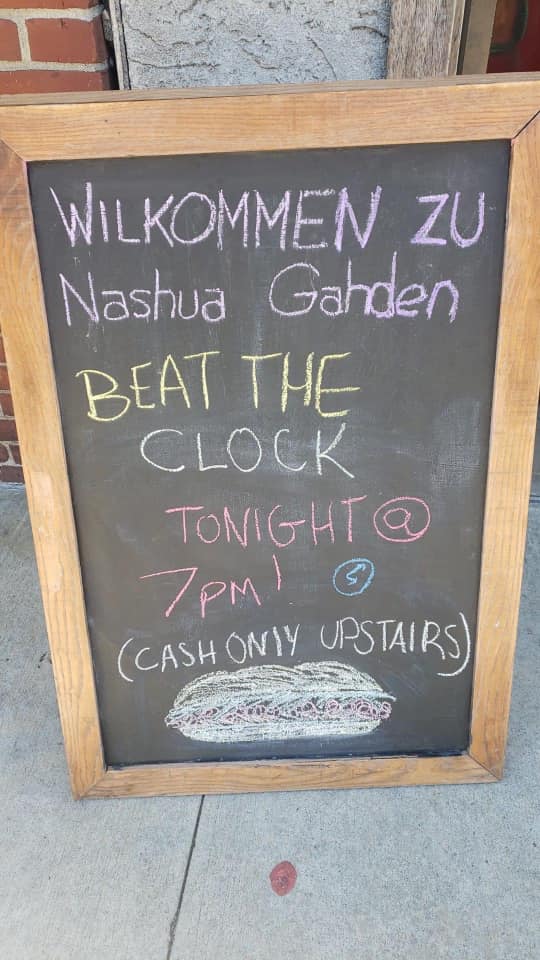 WILKOMMEN ZU
Nashua Gahden
BEAT THE
CLOCK
TONIGHT @
7PM!
(CASH ONLY UPSTAIRS)